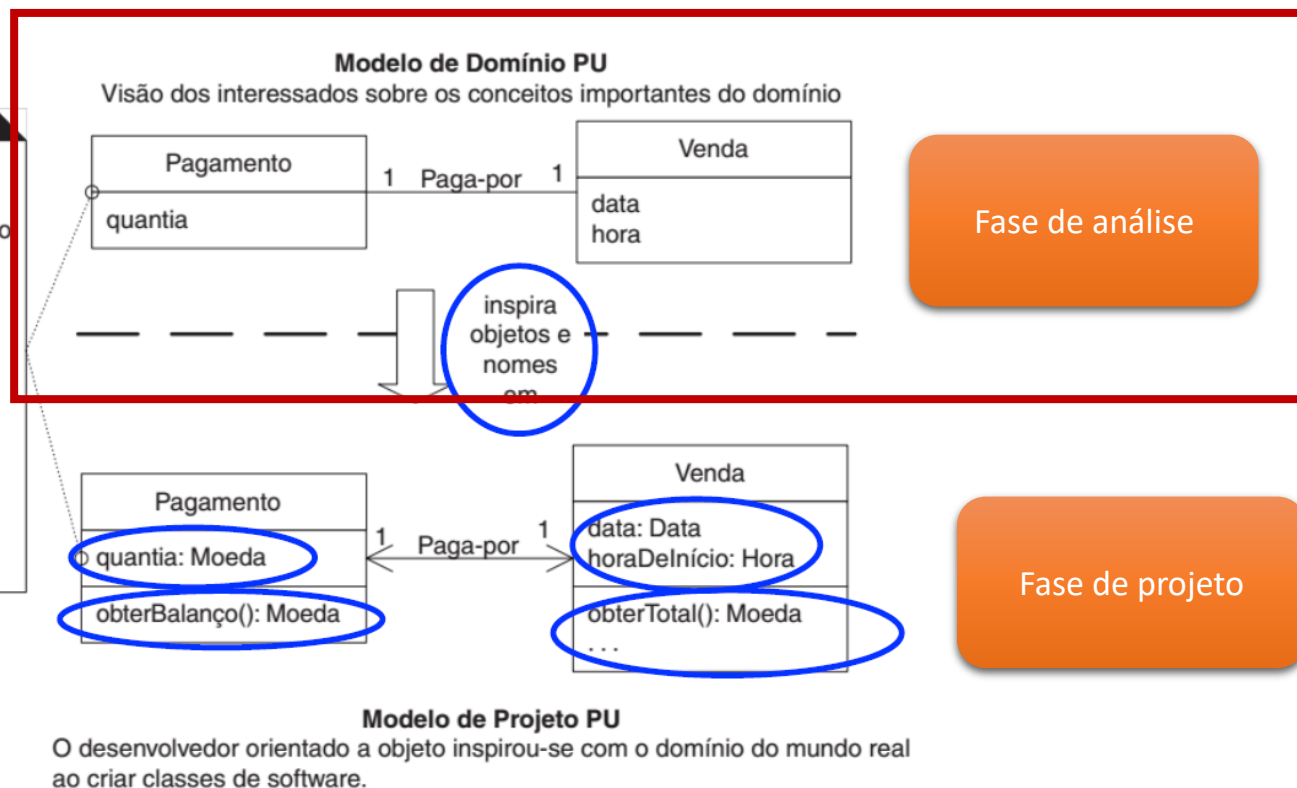 Modelo de Domínio PU
Visão dos interessados sobre os conceitos importantes do domínio
Pagamento
quantia
1 Paga-por 1
Venda
data
hora
Fase de análise
o
inspira
objetos e
nomes
em
Pagamento
quantia: Moeda
obterBalanço(): Moeda
1 Paga-por 1
Venda
data: Data
horaDeInício: Hora
obterTotal(): Moeda
. . .
Fase de projeto
Modelo de Projeto PU
O desenvolvedor orientado a objeto inspirou-se com o domínio do mundo real
ao criar classes de software.